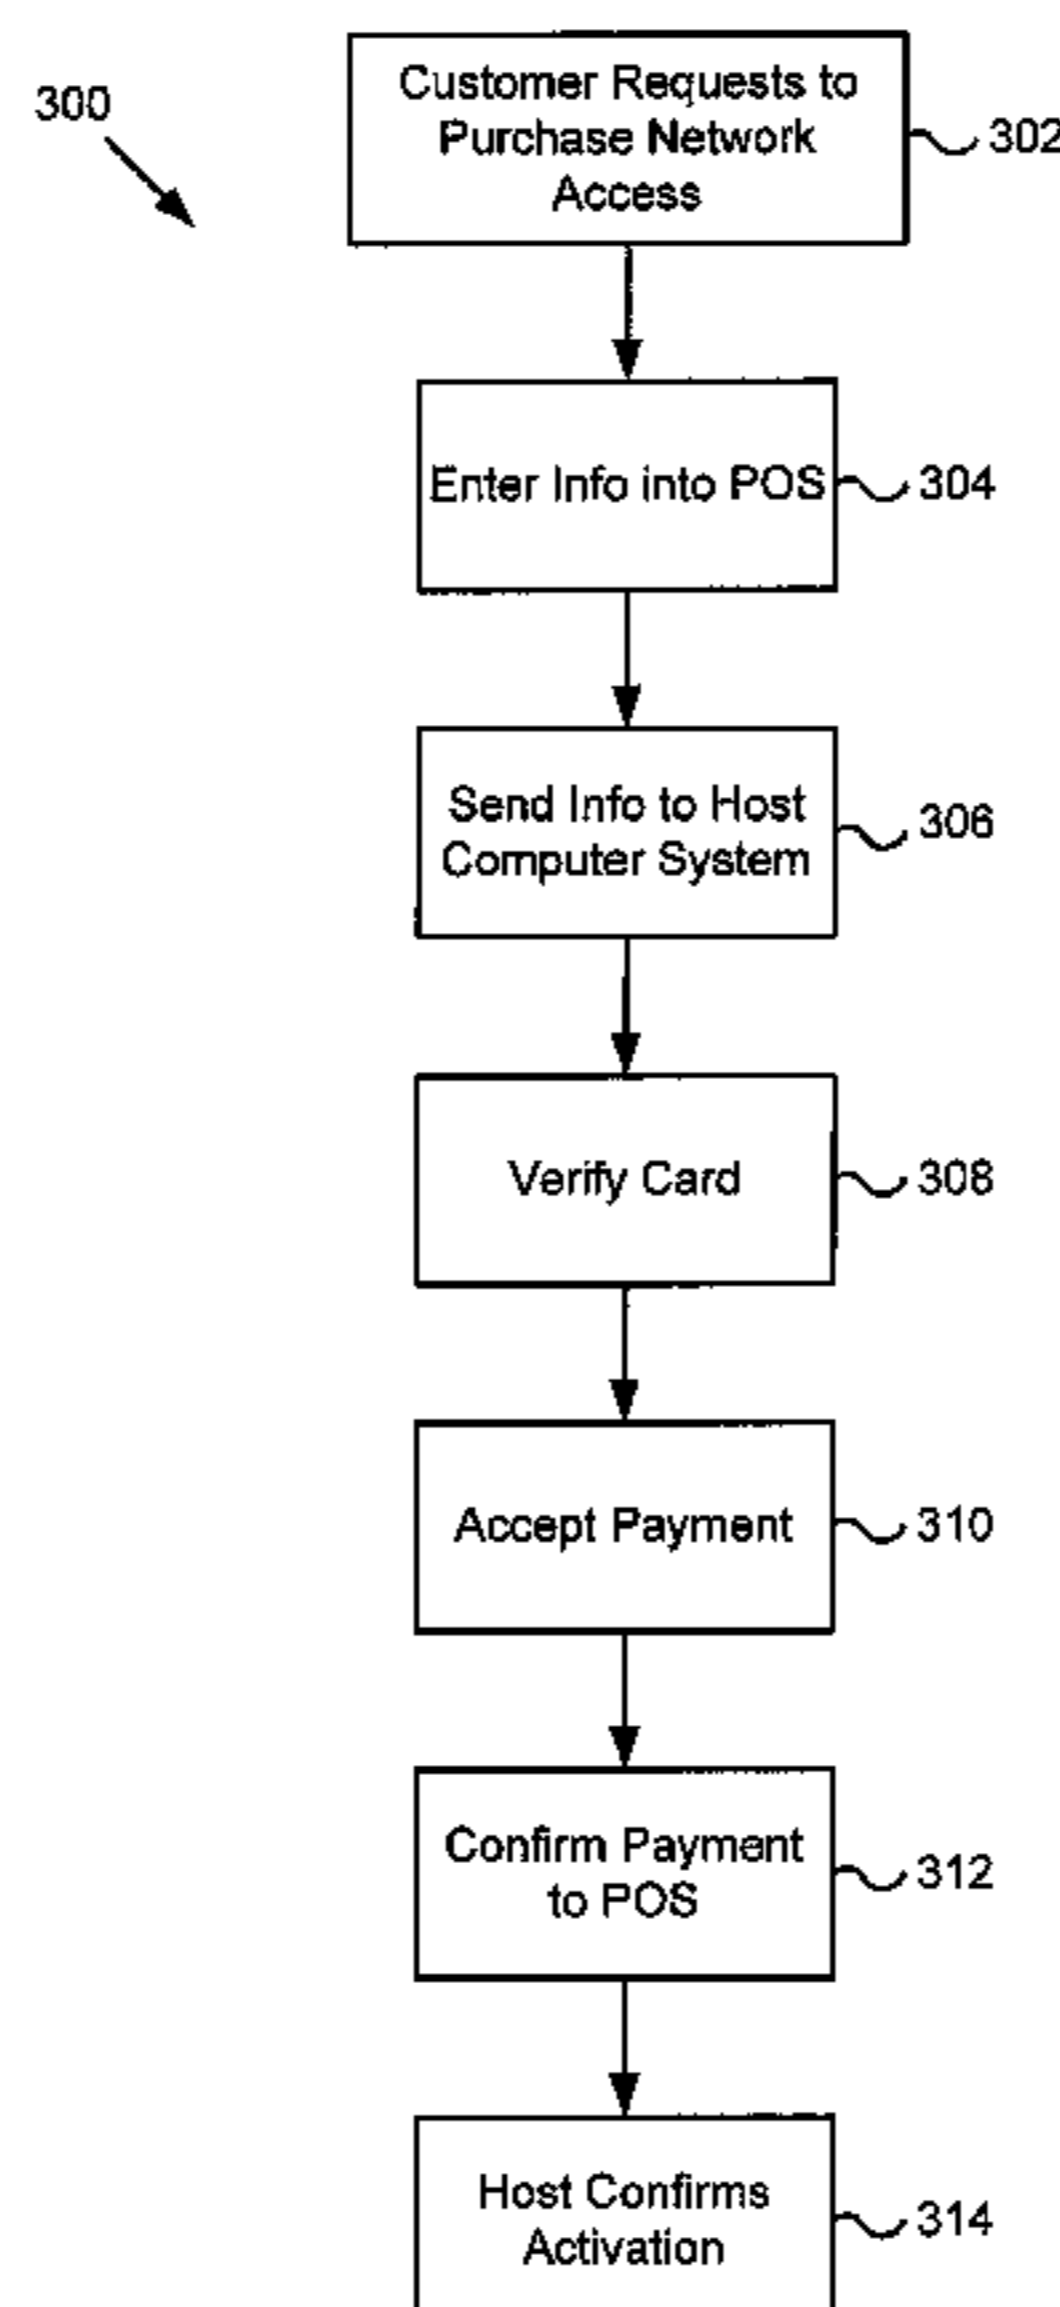 300
Customer Requests to
Purchase Network
Access
302
Enter Info into POS
304
Send Info to Host
Computer System
306
Verify Card
308
Accept Payment
310
Confirm Payment
to POS
312
Host Confirms
Activation
314